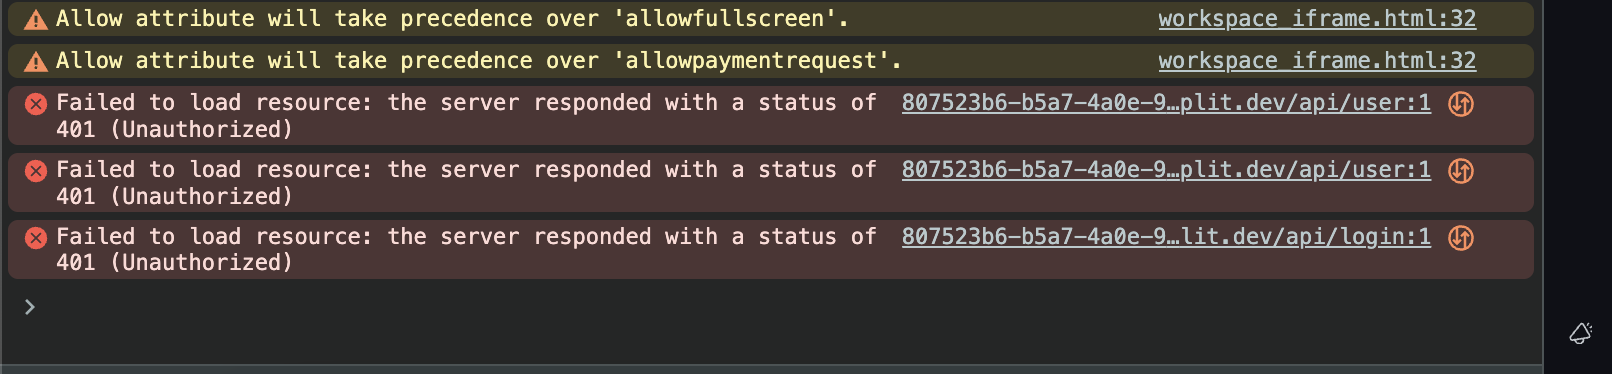 Allow attribute will take precedence over 'allowfullscreen'. workspace_iframe.html:32
Allow attribute will take precedence over 'allowpaymentrequest'. workspace_iframe.html:32
Failed to load resource: the server responded with a status of 807523b6-b5a7-4a0e-9…plit.dev/api/user:1
401 (Unauthorized)
Failed to load resource: the server responded with a status of 807523b6-b5a7-4a0e-9…plit.dev/api/user:1
401 (Unauthorized)
Failed to load resource: the server responded with a status of 807523b6-b5a7-4a0e-9…lit.dev/api/login:1
401 (Unauthorized)